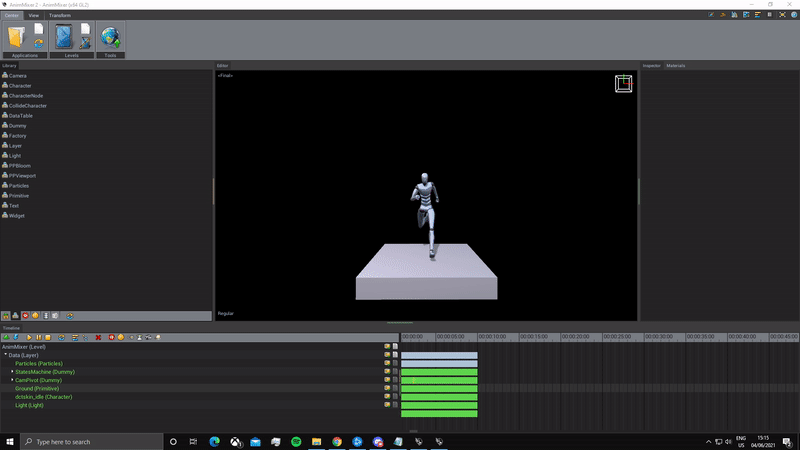 AnimMixer 2 - AnimMixer (x64 GL2)
Center View Transform
Applications Levels Tools
Library Editor Inspector Materials
Camera
Character
CharacterNode
CollideCharacter
DataTable
Dummy
Factory
Layer
Light
PPBloom
PPViewport
Particles
Primitive
Text
Widget
<Final>
Regular
Timeline
00:00:00:00 00:00:05:00 00:00:10:00 00:00:15:00 00:00:20:00 00:00:25:00 00:00:30:00 00:00:35:00 00:00:40:00 00:00:45:00
AnimMixer (Level)
Data (Layer)
Particles (Particles)
StatesMachine (Dummy)
CamPivot (Dummy)
Ground (Primitive)
dctskin_idle (Character)
Light (Light)
Type here to search
ENG
US
15:15
04/06/2021